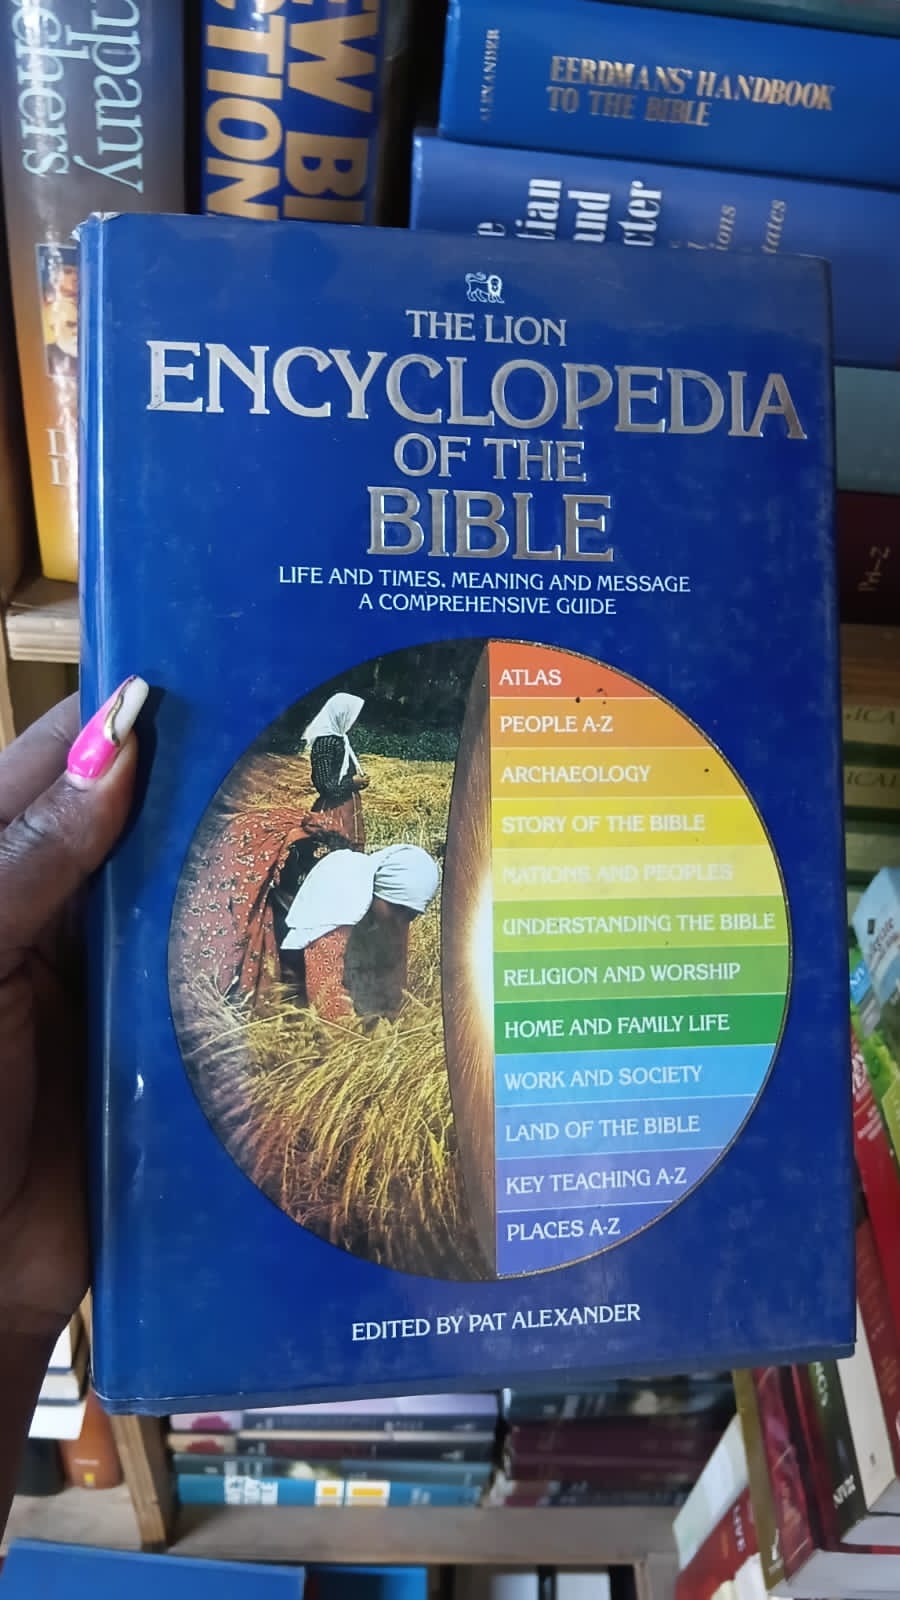 ALEXANDER
EERDMANS' HANDBOOK
TO THE BIBLE
THE LION
ENCYCLOPEDIA
OF THE
BIBLE
LIFE AND TIMES, MEANING AND MESSAGE
A COMPREHENSIVE GUIDE
ATLAS
PEOPLE A-Z
ARCHAEOLOGY
STORY OF THE BIBLE
NATIONS AND PEOPLES
UNDERSTANDING THE BIBLE
RELIGION AND WORSHIP
HOME AND FAMILY LIFE
WORK AND SOCIETY
LAND OF THE BIBLE
KEY TEACHING A-Z
PLACES A-Z
EDITED BY PAT ALEXANDER